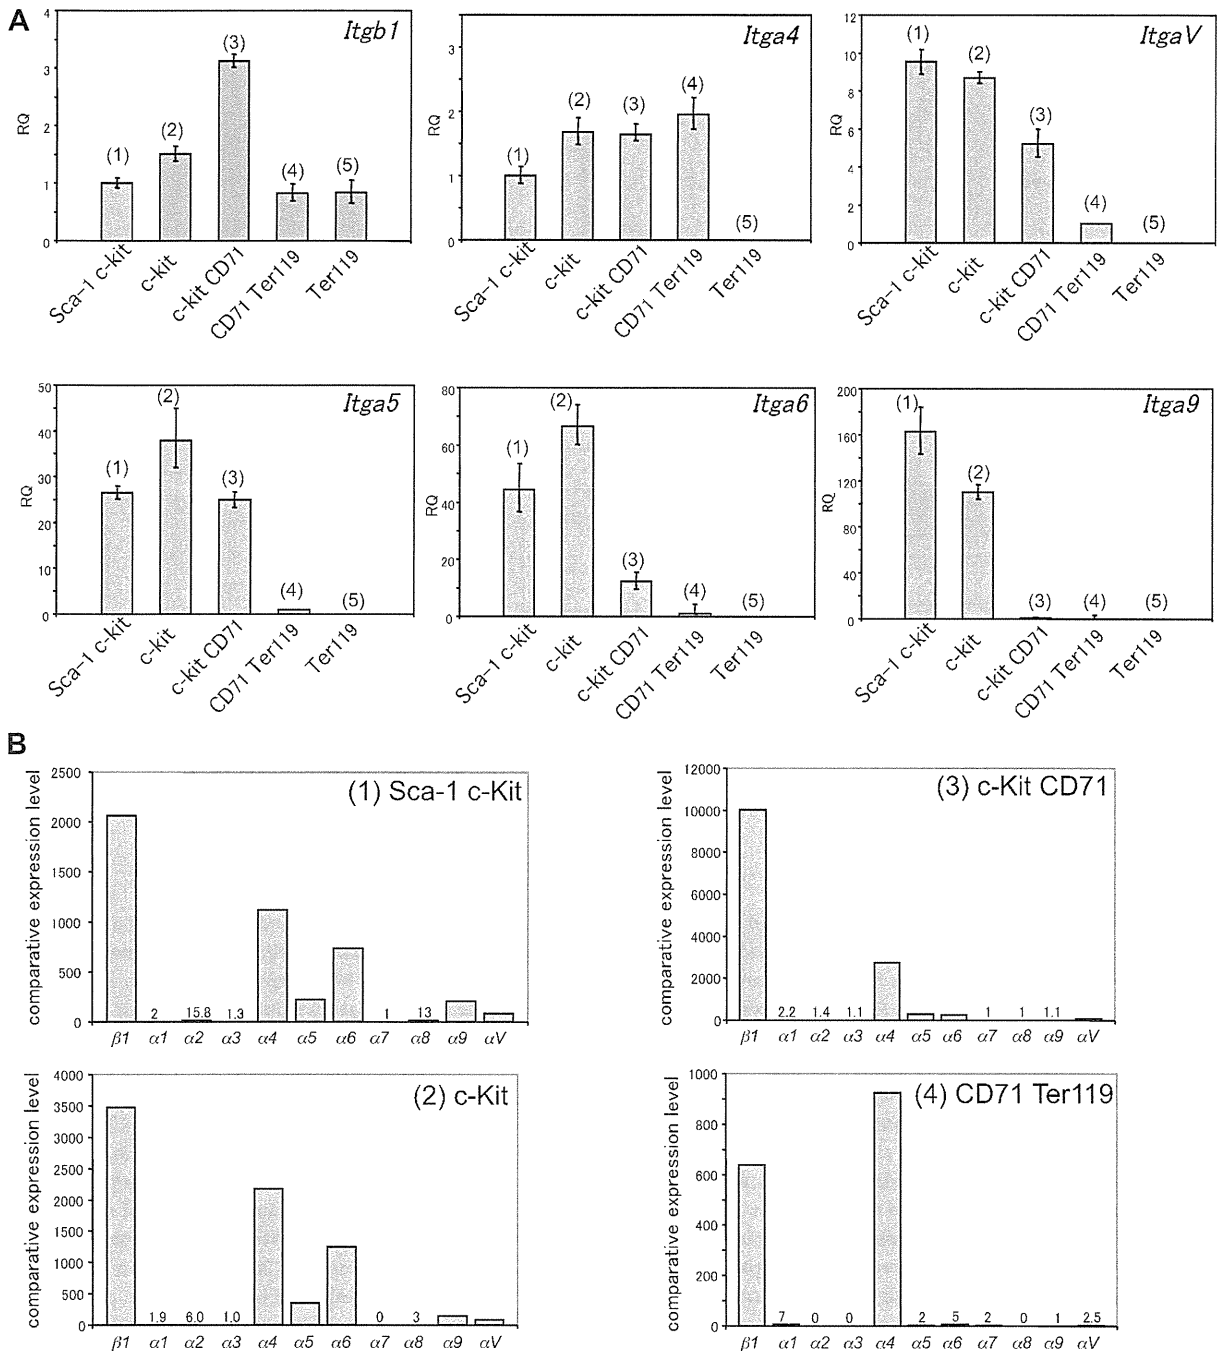 A
Itgb1
4
3
2
1
0
RQ
(1)
(2)
(3)
(4)
(5)
Sca-1 c-kit
c-kit
c-kit CD71
CD71 Ter119
Ter119
Itga4
3
2
1
0
RQ
(1)
(2)
(3)
(4)
(5)
Sca-1 c-kit
c-kit
c-kit CD71
CD71 Ter119
Ter119
ItgaV
12
10
8
6
4
2
0
RQ
(1)
(2)
(3)
(4)
(5)
Sca-1 c-kit
c-kit
c-kit CD71
CD71 Ter119
Ter119
Itga5
50
40
30
20
10
0
RQ
(1)
(2)
(3)
(4)
(5)
Sca-1 c-kit
c-kit
c-kit CD71
CD71 Ter119
Ter119
Itga6
80
60
40
20
0
RQ
(1)
(2)
(3)
(4)
(5)
Sca-1 c-kit
c-kit
c-kit CD71
CD71 Ter119
Ter119
Itga9
200
160
120
80
40
0
RQ
(1)
(2)
(3)
(4)
(5)
Sca-1 c-kit
c-kit
c-kit CD71
CD71 Ter119
Ter119
B
(1) Sca-1 c-Kit
comparative expression level
2500
2000
1500
1000
500
0
2 15.8 1.3 1 13
β1 α1 α2 α3 α4 α5 α6 α7 α8 α9 αV
(3) c-Kit CD71
comparative expression level
12000
10000
8000
6000
4000
2000
0
2.2 1.4 1.1 1 1 1.1
β1 α1 α2 α3 α4 α5 α6 α7 α8 α9 αV
(2) c-Kit
comparative expression level
4000
3500
3000
2500
2000
1500
1000
500
0
1.9 6.0 1.0 0 3
β1 α1 α2 α3 α4 α5 α6 α7 α8 α9 αV
(4) CD71 Ter119
comparative expression level
1000
800
600
400
200
0
7 0 0 2 5 2 0 1 2.5
β1 α1 α2 α3 α4 α5 α6 α7 α8 α9 αV